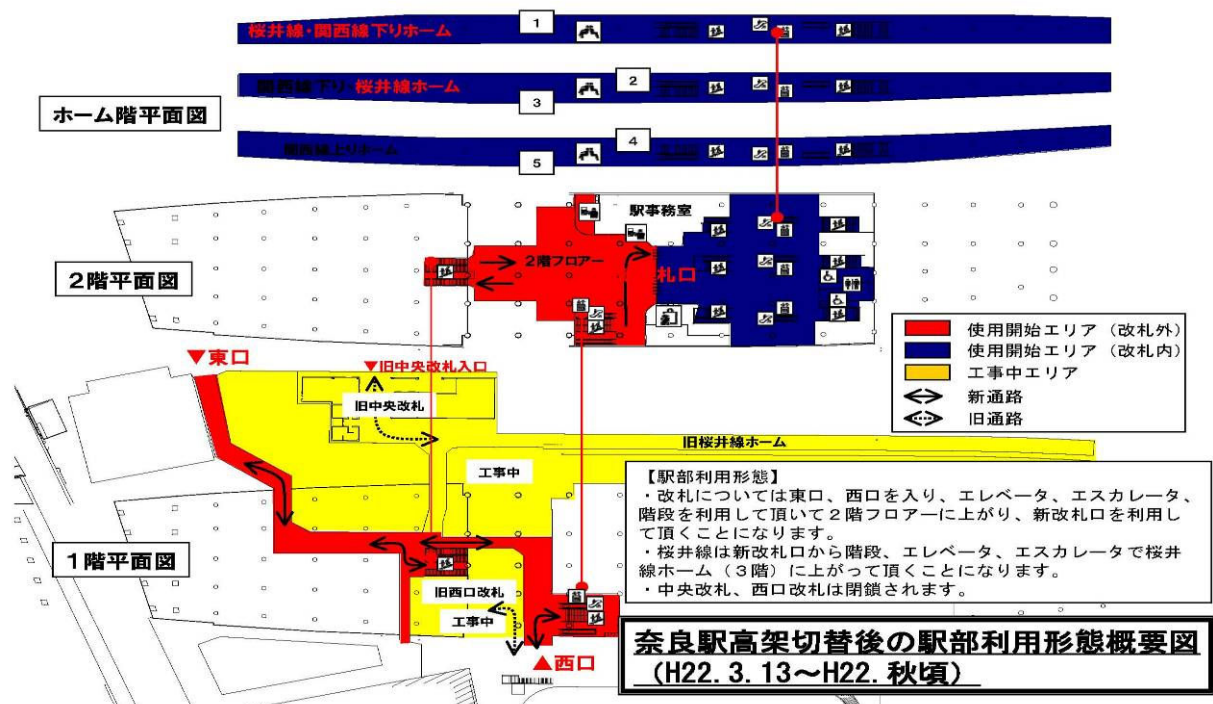 1
桜井線・関西線下りホーム
2
関西線下り・桜井線ホーム
3
ホーム階平面図
4
関西線上りホーム
5
駅事務室
2階フロアー
札口
2階平面図
使用開始エリア(改札外)
使用開始エリア(改札内)
工事中エリア
新通路
旧通路
▼東口
▼旧中央改札入口
旧中央改札
旧桜井線ホーム
工事中
【駅部利用形態】
・改札については東口、西口を入り、エレベータ、エスカレータ、
階段を利用して頂いて2階フロアーに上がり、新改札口を利用し
て頂くことになります。
・桜井線は新改札口から階段、エレベータ、エスカレータで桜井
線ホーム(3階)に上がって頂くことになります。
・中央改札、西口改札は閉鎖されます。
1階平面図
旧西口改札
工事中
▲西口
奈良駅高架切替後の駅部利用形態概要図
(H22.3.13~H22.秋頃)